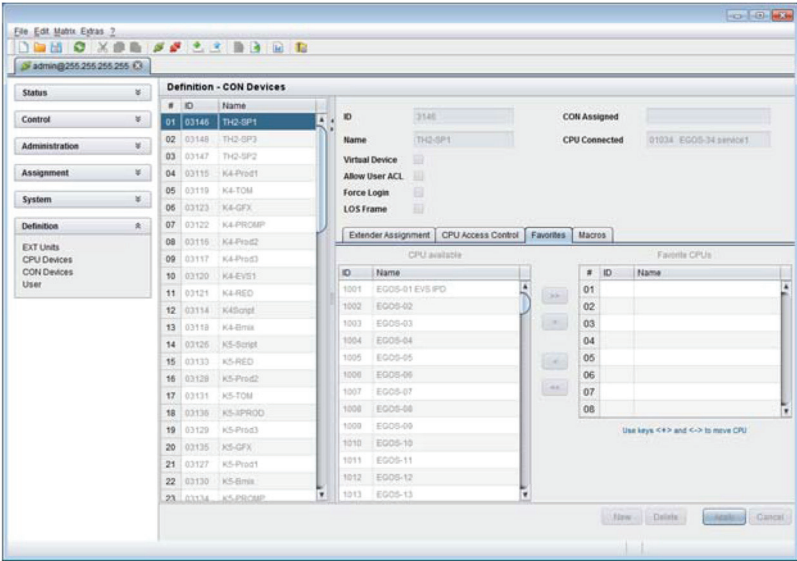 File Edit Matrix Extras ?
admin@255.255.255.255
Status
Control
Administration
Assignment
System
Definition
EXT Units
CPU Devices
CON Devices
User
Definition - CON Devices
# ID Name
01 03146 TH2-SP1
02 03148 TH2-SP3
03 03147 TH2-SP2
04 03115 K4-Prod1
05 03119 K4-TOM
06 03123 K4-GFX
07 03122 K4-PROMP
08 03116 K4-Prod2
09 03117 K4-Prod3
10 03120 K4-EVS1
11 03121 K4-RED
12 03114 K4Script
13 03118 K4-Bmix
14 03126 K5-Script
15 03133 K5-RED
16 03128 K5-Prod2
17 03131 K5-TOM
18 03136 K5-XPROD
19 03129 K5-Prod3
20 03135 K5-GFX
21 03127 K5-Prod1
22 03130 K5-Bmix
23 03134 K5-PROMP
ID 3146
Name TH2-SP1
Virtual Device
Allow User ACL
Force Login
LOS Frame
CON Assigned
CPU Connected 01034 EGOS-34 service1
Extender Assignment CPU Access Control Favorites Macros
CPU available
ID Name
1001 EGOS-01 EVS IPD
1002 EGOS-02
1003 EGOS-03
1004 EGOS-04
1005 EGOS-05
1006 EGOS-06
1007 EGOS-07
1008 EGOS-08
1009 EGOS-09
1010 EGOS-10
1011 EGOS-11
1012 EGOS-12
1013 EGOS-13
>>
>
<
<<
Favorite CPUs
# ID Name
01
02
03
04
05
06
07
08
Use keys <+> and <-> to move CPU
New Delete Apply Cancel